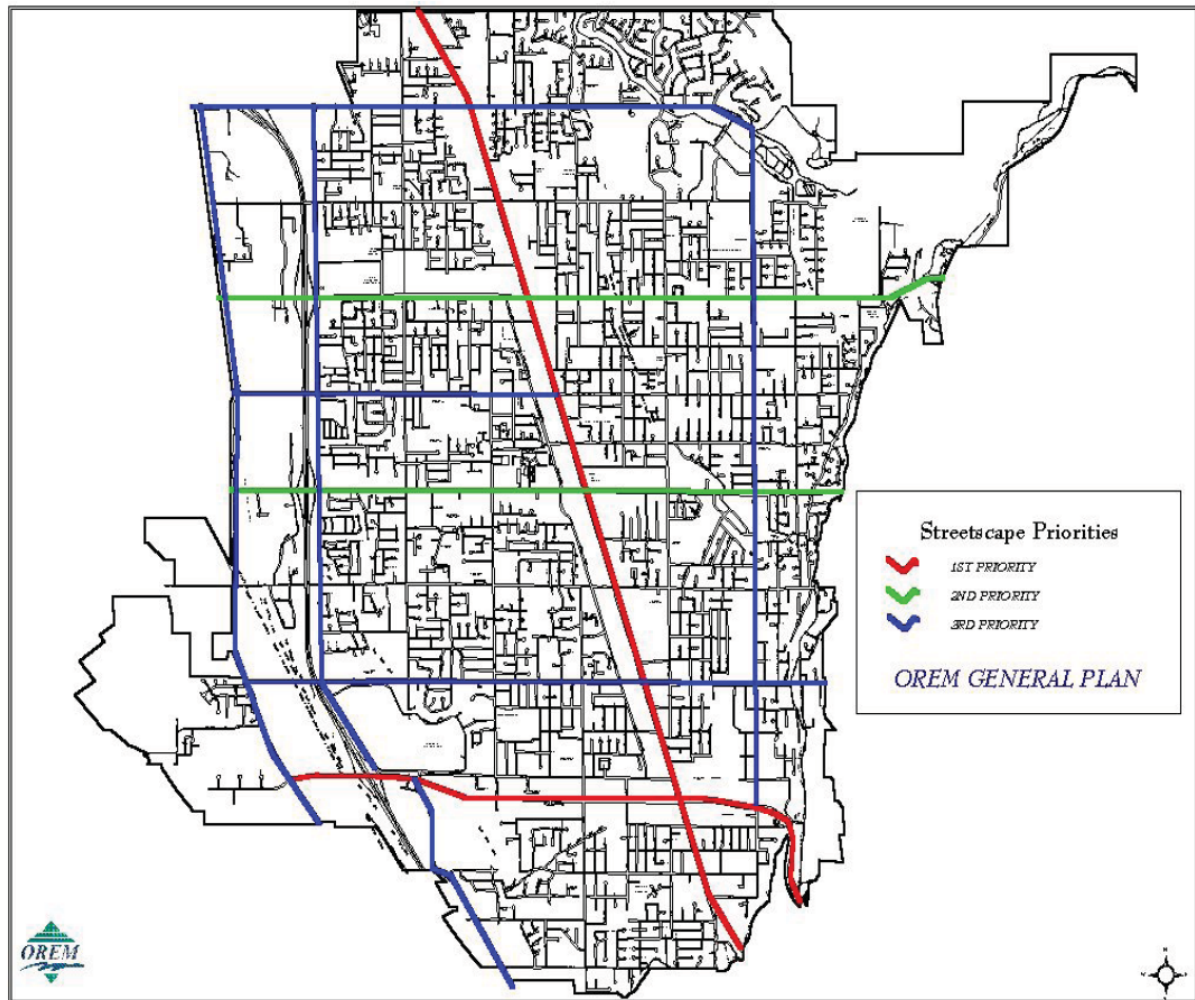 Streetscape Priorities
1ST PRIORITY
2ND PRIORITY
3RD PRIORITY
OREM GENERAL PLAN
OREM